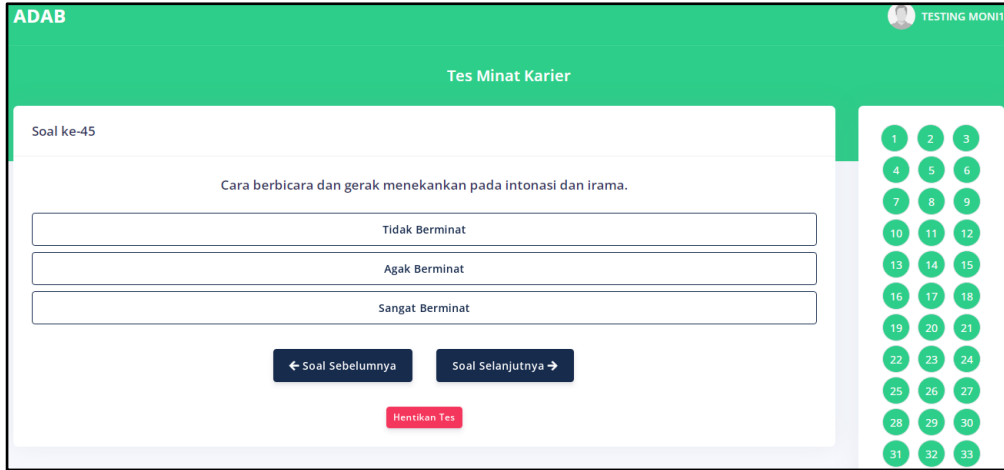 ADAB
TESTING MONI1
Tes Minat Karier
Soal ke-45
Cara berbicara dan gerak menekankan pada intonasi dan irama.
Tidak Berminat
Agak Berminat
Sangat Berminat
← Soal Sebelumnya
Soal Selanjutnya →
Hentikan Tes
1 2 3
4 5 6
7 8 9
10 11 12
13 14 15
16 17 18
19 20 21
22 23 24
25 26 27
28 29 30
31 32 33